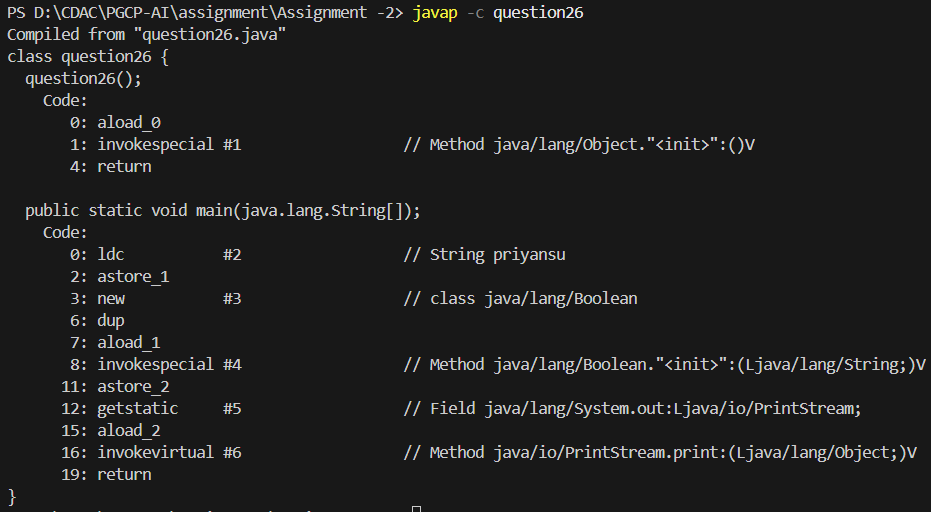 PS D:\CDAC\PGCP-AI\assignment\Assignment -2> javap -c question26
Compiled from "question26.java"
class question26 {
  question26();
    Code:
       0: aload_0
       1: invokespecial #1                  // Method java/lang/Object."<init>":()V
       4: return

  public static void main(java.lang.String[]);
    Code:
       0: ldc           #2                  // String priyansu
       2: astore_1
       3: new           #3                  // class java/lang/Boolean
       6: dup
       7: aload_1
       8: invokespecial #4                  // Method java/lang/Boolean."<init>":(Ljava/lang/String;)V
      11: astore_2
      12: getstatic     #5                  // Field java/lang/System.out:Ljava/io/PrintStream;
      15: aload_2
      16: invokevirtual #6                  // Method java/io/PrintStream.print:(Ljava/lang/Object;)V
      19: return
}